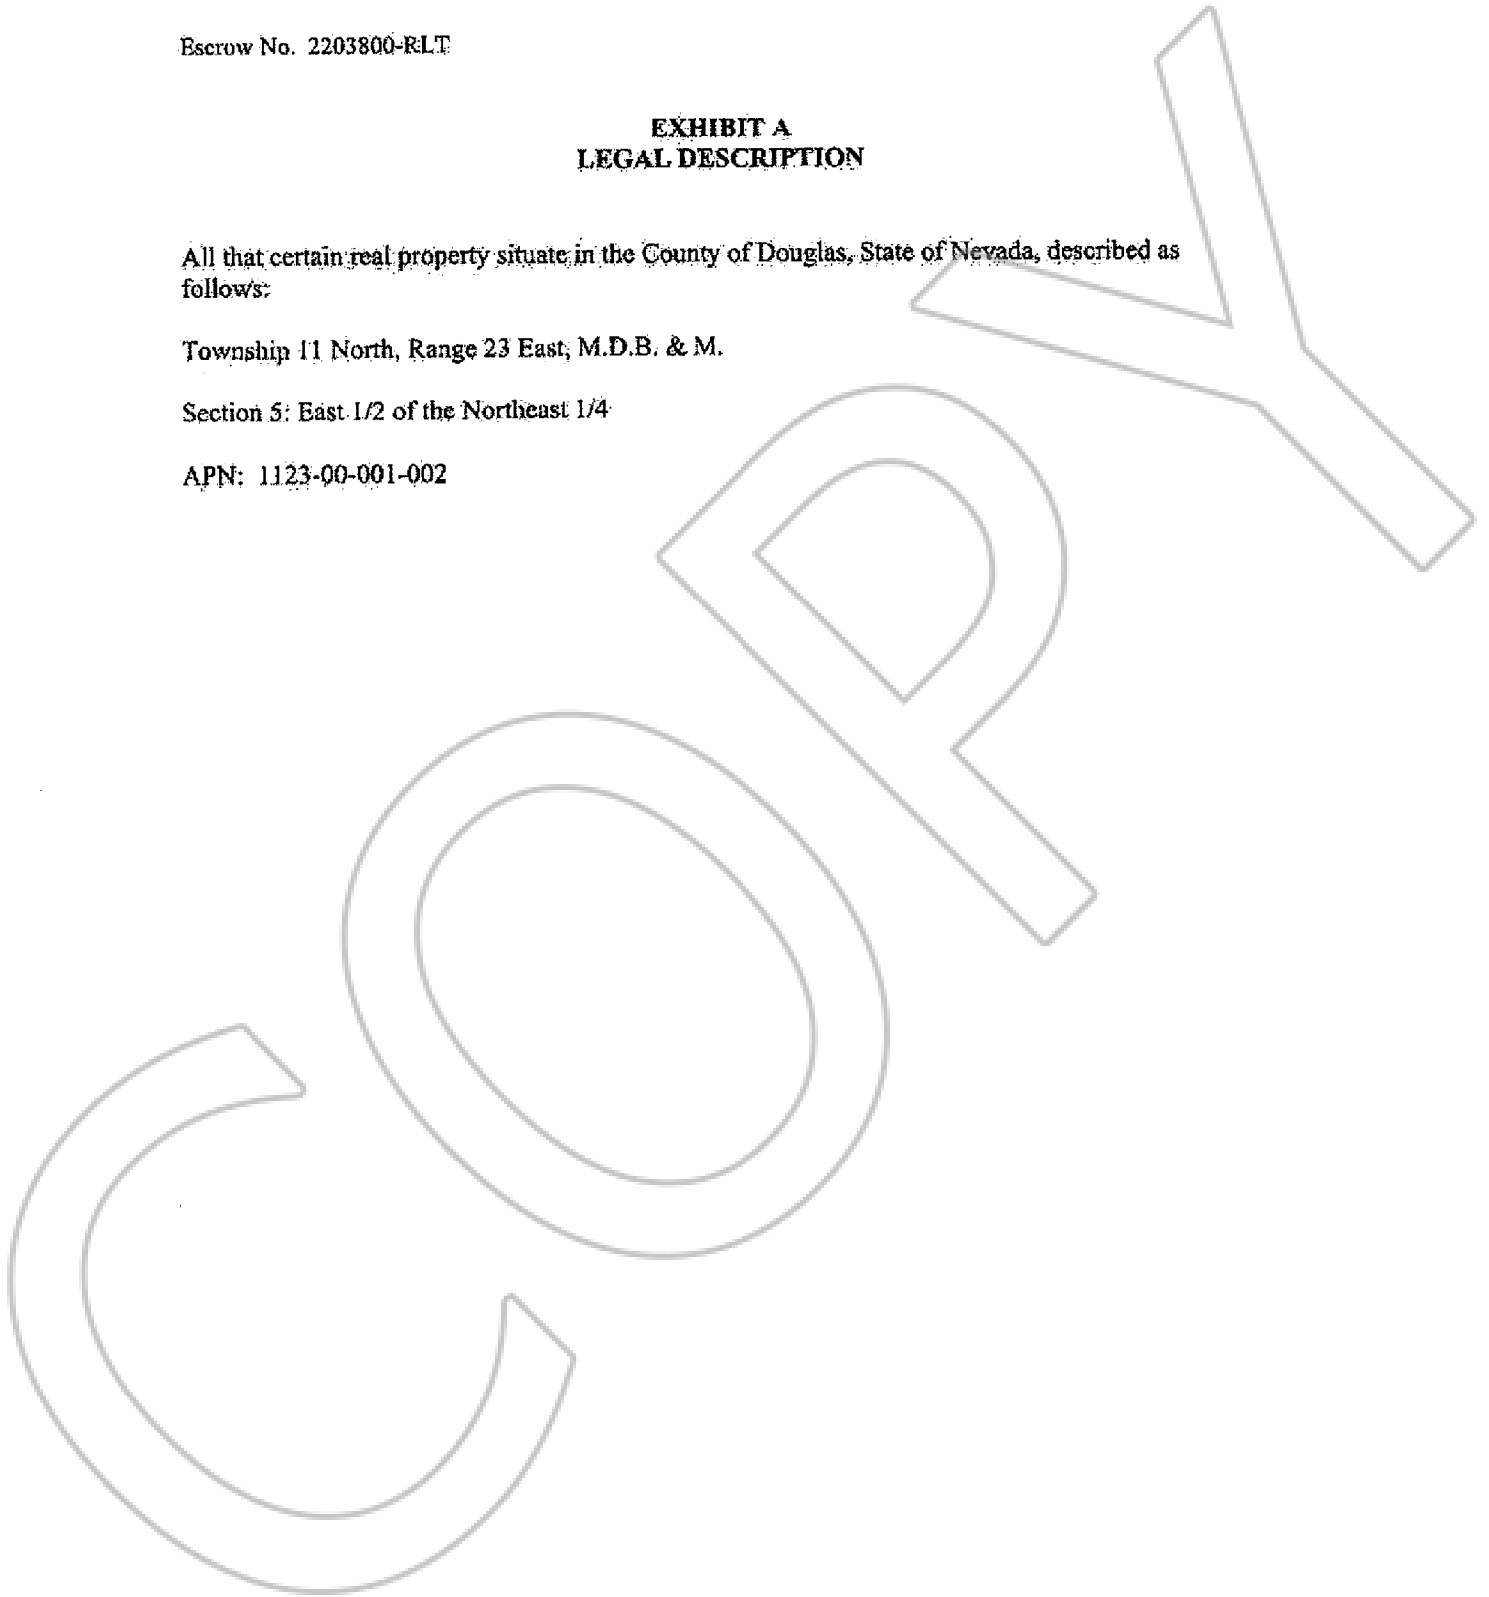 Escrow No. 2203800-RLT
EXHIBIT A
LEGAL DESCRIPTION
All that certain real property situate in the County of Douglas, State of Nevada, described as
follows:
Township 11 North, Range 23 East, M.D.B. & M.
Section 5: East 1/2 of the Northeast 1/4
APN: 1123-00-001-002
COPY